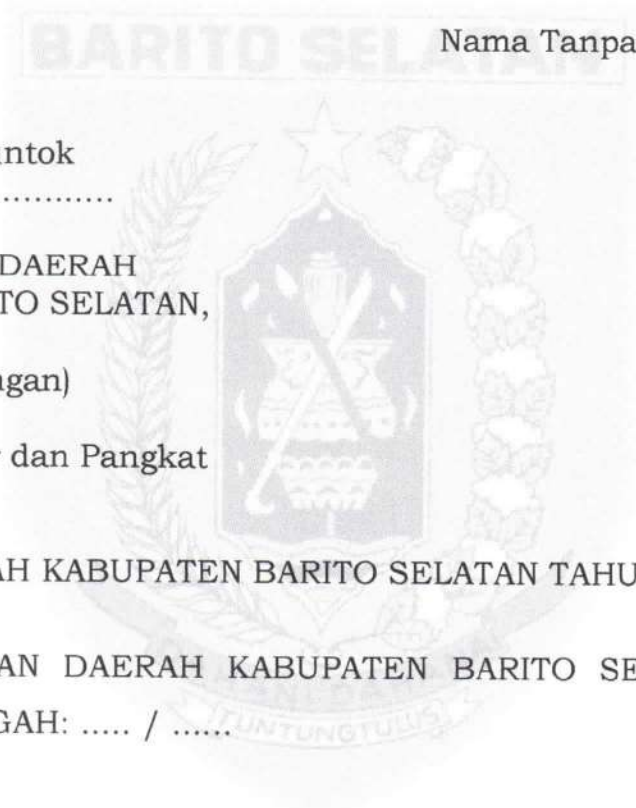 BARITO SELATAN
Nama Tanpa
ntok
.............
DAERAH
TO SELATAN,
ngan)
dan Pangkat
AH KABUPATEN BARITO SELATAN TAHU
AN DAERAH KABUPATEN BARITO SE
GAH: ..... / ......
TUNTUNG TULUS